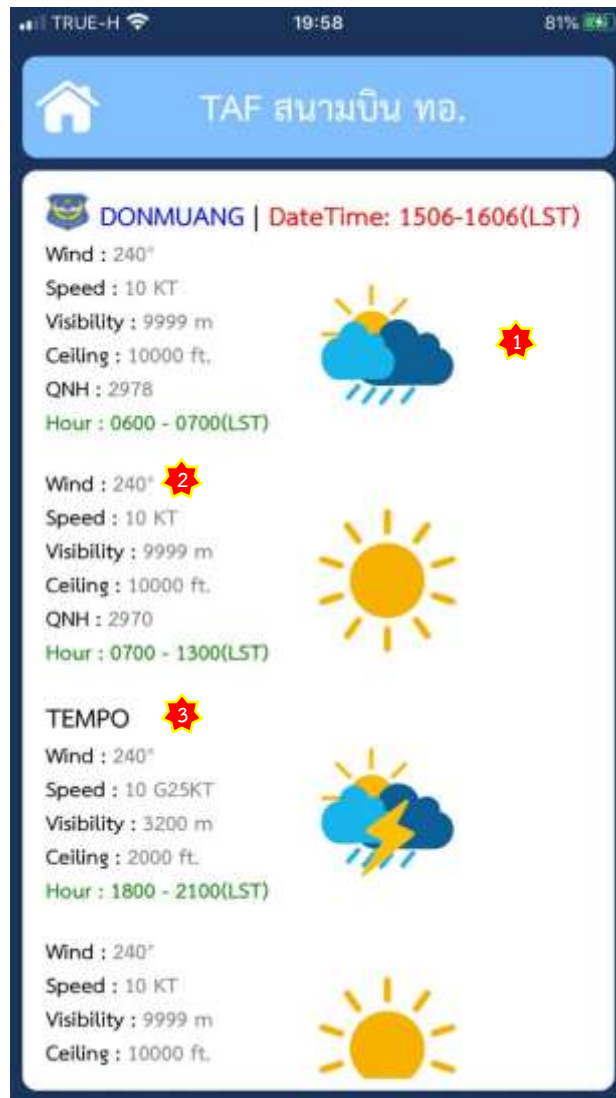 TRUE-H 19:58 81%
TAF สนามบิน ทอ.
DONMUANG | DateTime: 1506-1606(LST)
Wind : 240°
Speed : 10 KT
Visibility : 9999 m
Ceiling : 10000 ft.
QNH : 2978
Hour : 0600 - 0700(LST)
1
Wind : 240°
2
Speed : 10 KT
Visibility : 9999 m
Ceiling : 10000 ft.
QNH : 2970
Hour : 0700 - 1300(LST)
TEMPO
3
Wind : 240°
Speed : 10 G25KT
Visibility : 3200 m
Ceiling : 2000 ft.
Hour : 1800 - 2100(LST)
Wind : 240°
Speed : 10 KT
Visibility : 9999 m
Ceiling : 10000 ft.